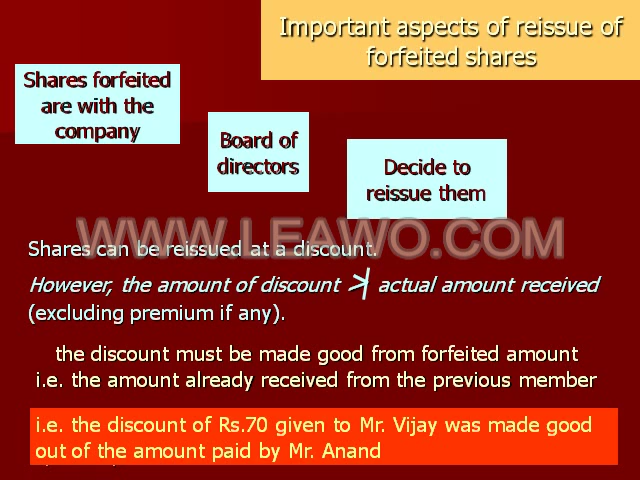 Important aspects of reissue of
forfeited shares
Shares forfeited
are with the
company
Board of
directors
Decide to
reissue them
WWW.LEAWO.COM
Shares can be reissued at a discount.
However, the amount of discount ≯ actual amount received
(excluding premium if any).
the discount must be made good from forfeited amount
i.e. the amount already received from the previous member
i.e. the discount of Rs.70 given to Mr. Vijay was made good
out of the amount paid by Mr. Anand